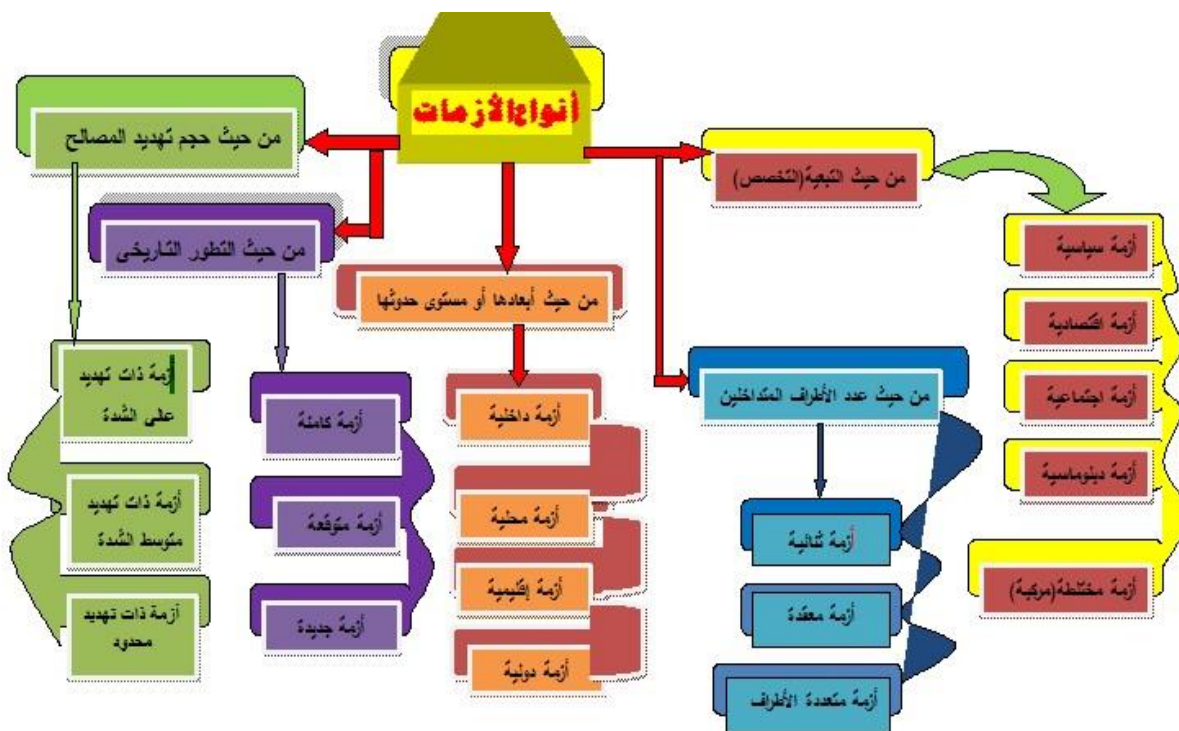 أنواع الأزمات
من حيث التبعية(التخصص)
أزمة سياسية
أزمة اقتصادية
أزمة اجتماعية
أزمة دبلوماسية
أزمة مختلطة(مركبة)
من حيث عدد الأطراف المتداخلين
أزمة ثنائية
أزمة معقدة
أزمة متعددة الأطراف
من حيث أبعادها أو مستوى حدوثها
أزمة داخلية
أزمة محلية
أزمة إقليمية
أزمة دولية
من حيث التطور التاريخى
أزمة كامنة
أزمة متوقعة
أزمة جديدة
من حيث حجم تهديد المصالح
أزمة ذات تهديد
عالى الشدة
أزمة ذات تهديد
متوسط الشدة
أزمة ذات تهديد
محدود